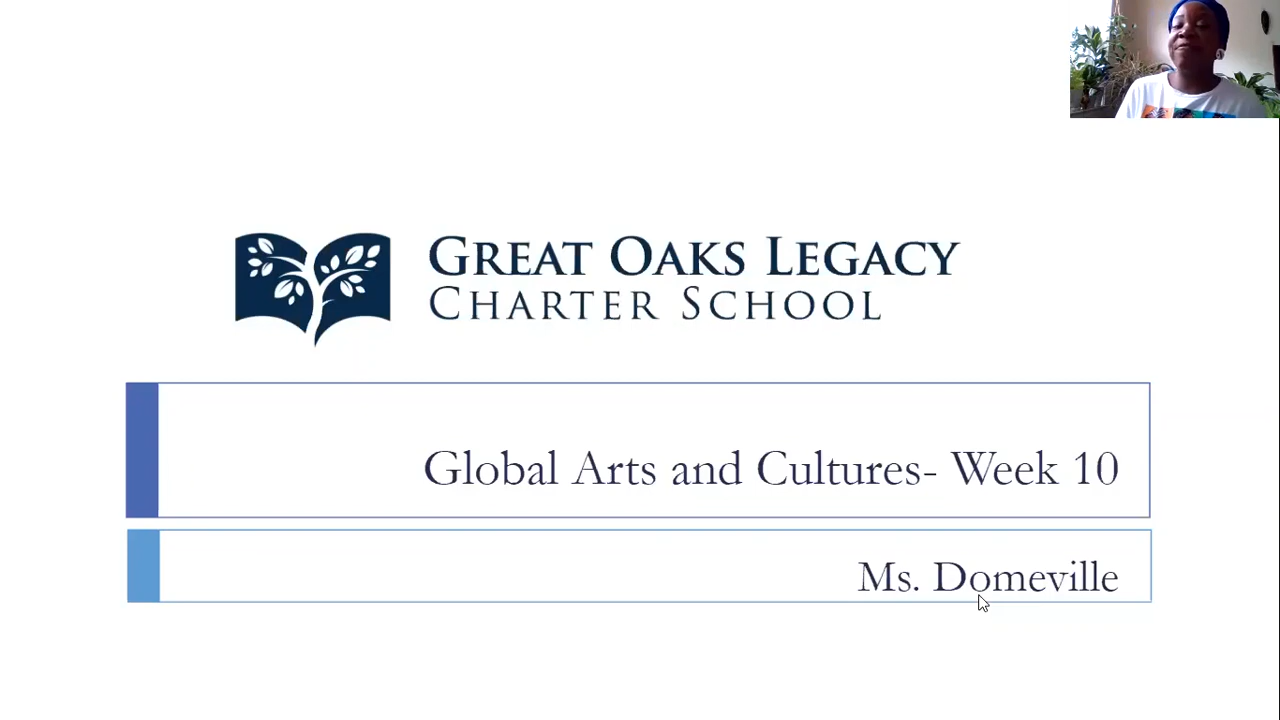 GREAT OAKS LEGACY
CHARTER SCHOOL
Global Arts and Cultures- Week 10
Ms. Domeville